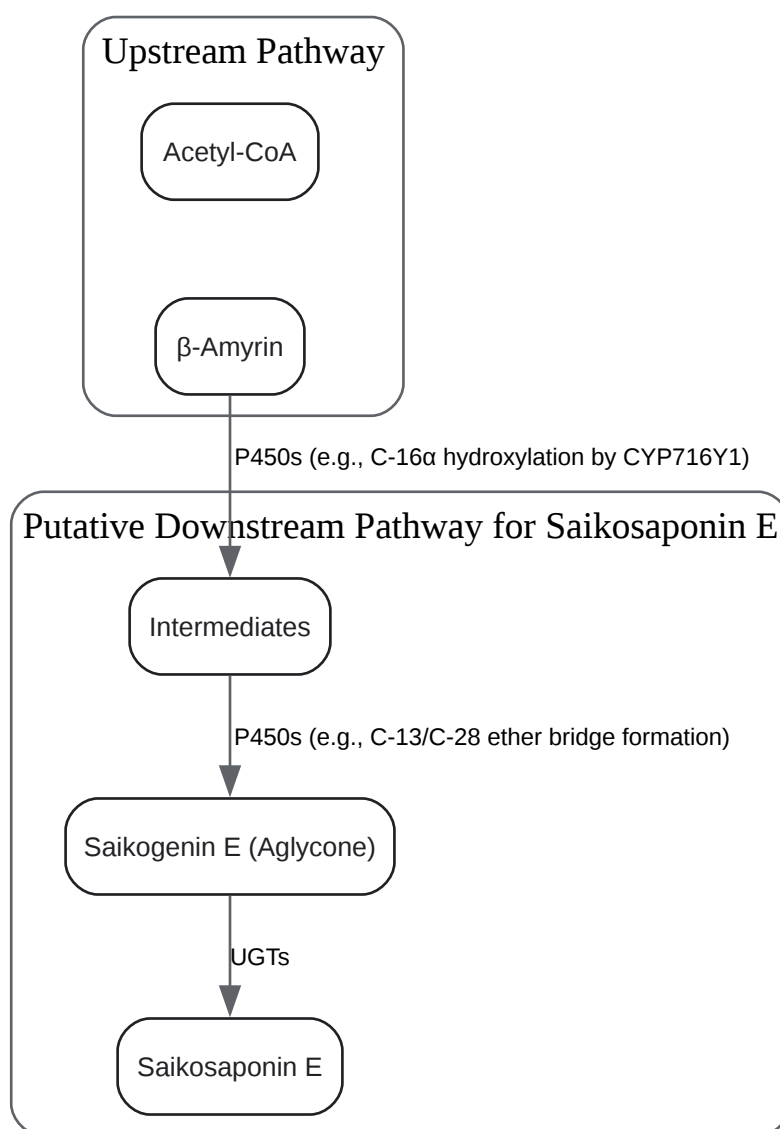 Upstream Pathway
Acetyl-CoA
β-Amyrin
P450s (e.g., C-16α hydroxylation by CYP716Y1)
Putative Downstream Pathway for Saikosaponin E
Intermediates
P450s (e.g., C-13/C-28 ether bridge formation)
Saikogenin E (Aglycone)
UGTs
Saikosaponin E